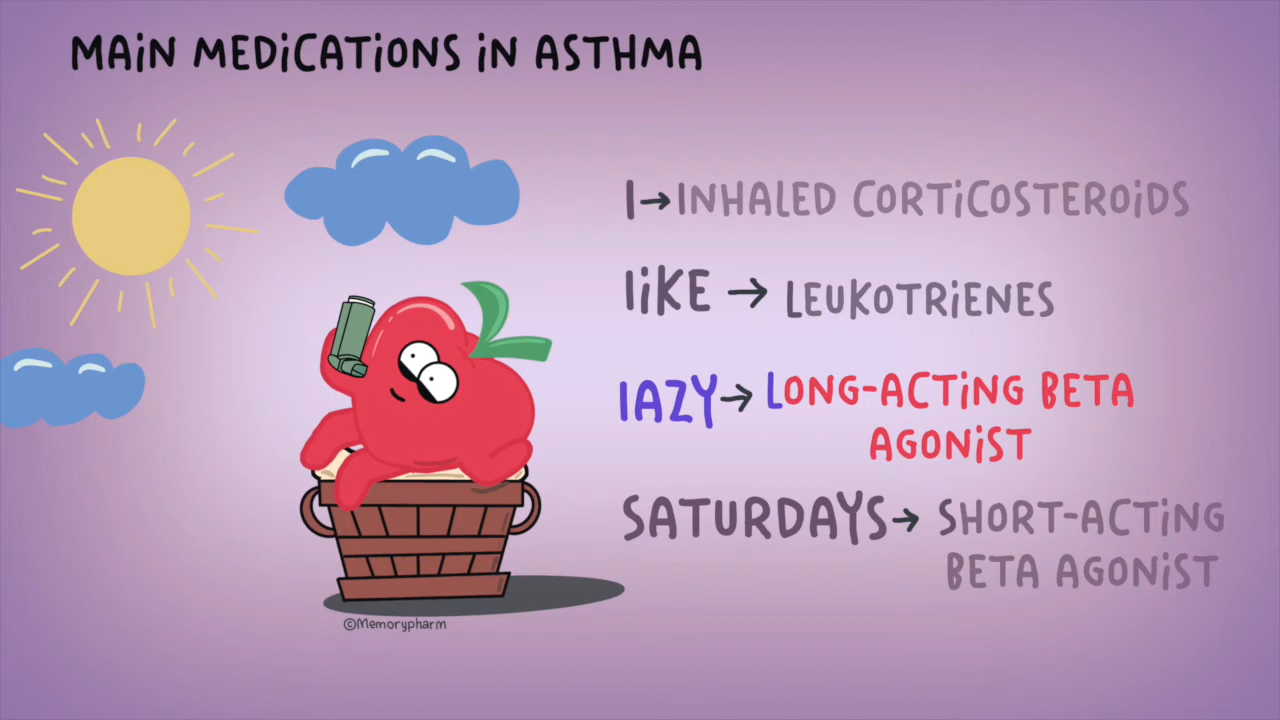 MAiN MEDiCATiONS iN ASTHMA
I→INHALED CORTiCOSTEROiDS
liKE → LEUKOTRiENES
lAZY→ LONG-ACTiNG BETA
AGONiST
SATURDAYS→ SHORT-ACTiNG
BETA AGONiST
©Memorypharm